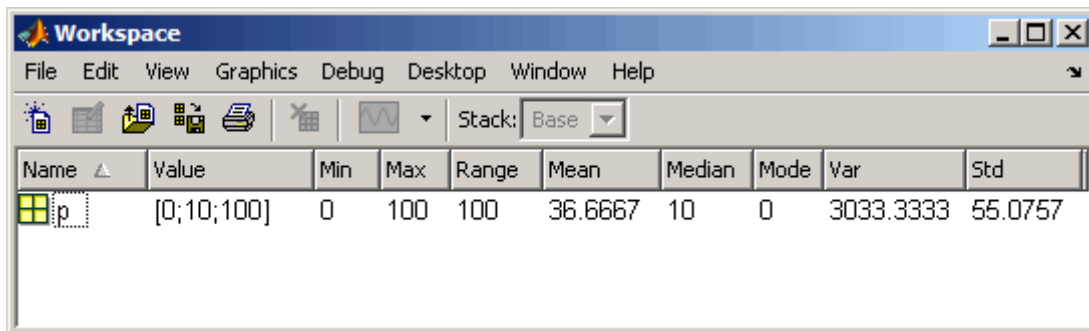 Workspace
File Edit View Graphics Debug Desktop Window Help
Stack: Base
Name Value Min Max Range Mean Median Mode Var Std
p [0;10;100] 0 100 100 36.6667 10 0 3033.3333 55.0757